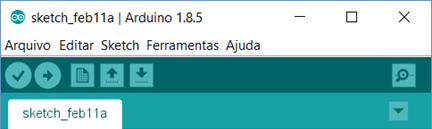 sketch_feb11a | Arduino 1.8.5
Arquivo Editar Sketch Ferramentas Ajuda
sketch_feb11a